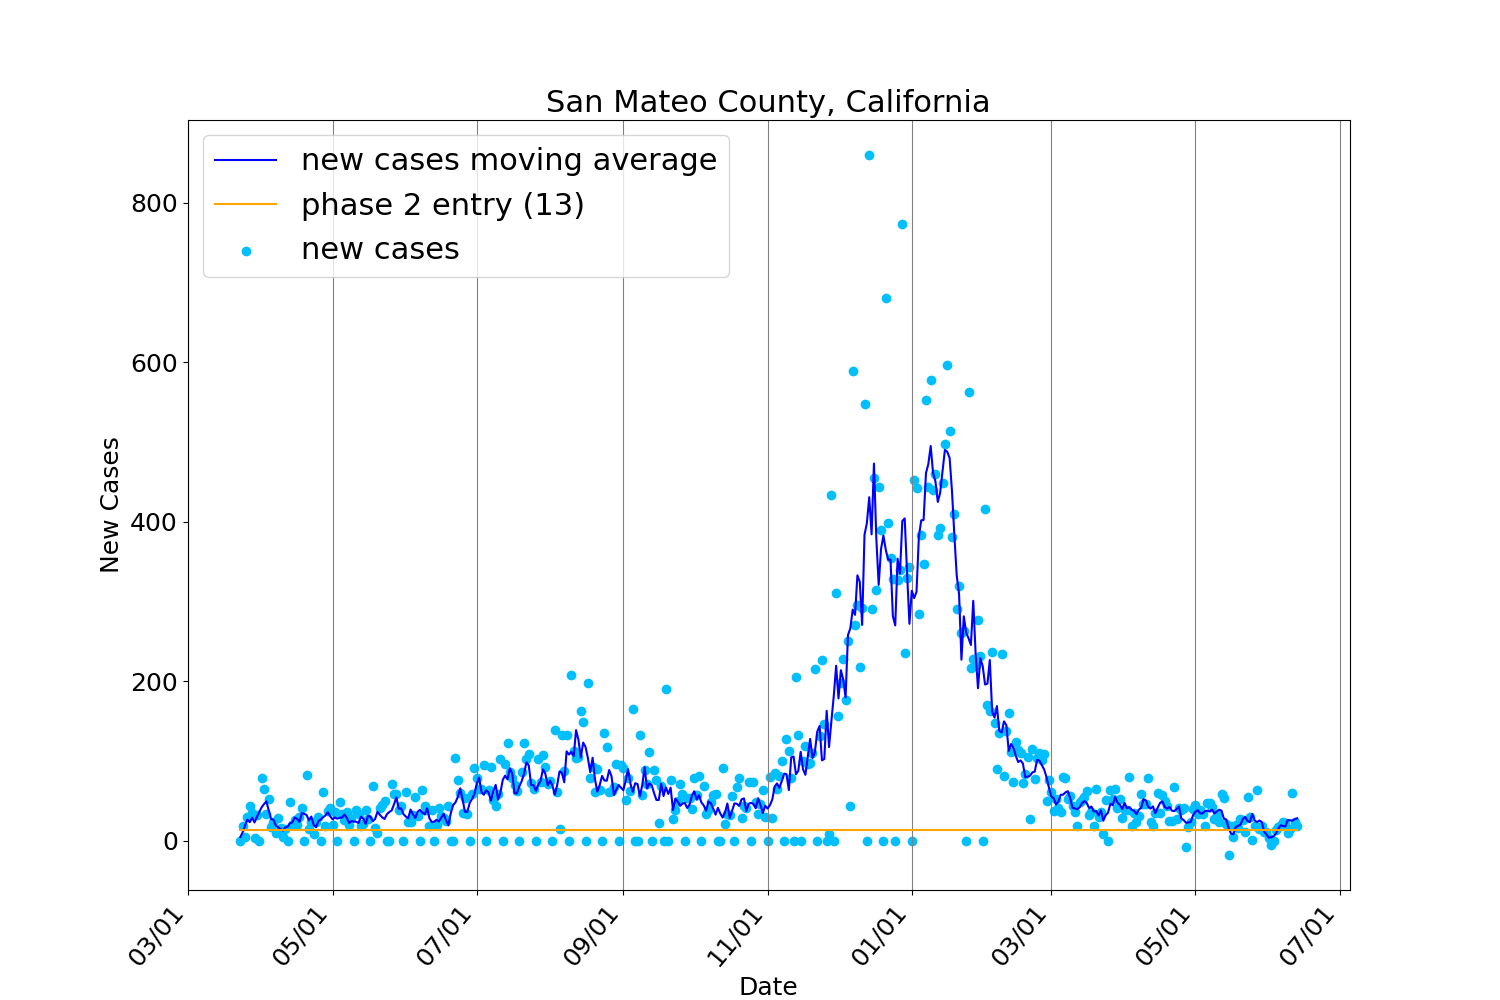 San Mateo County, California
new cases moving average
phase 2 entry (13)
new cases
800
600
400
200
0
New Cases
03/01
05/01
07/01
09/01
11/01
01/01
03/01
05/01
07/01
Date